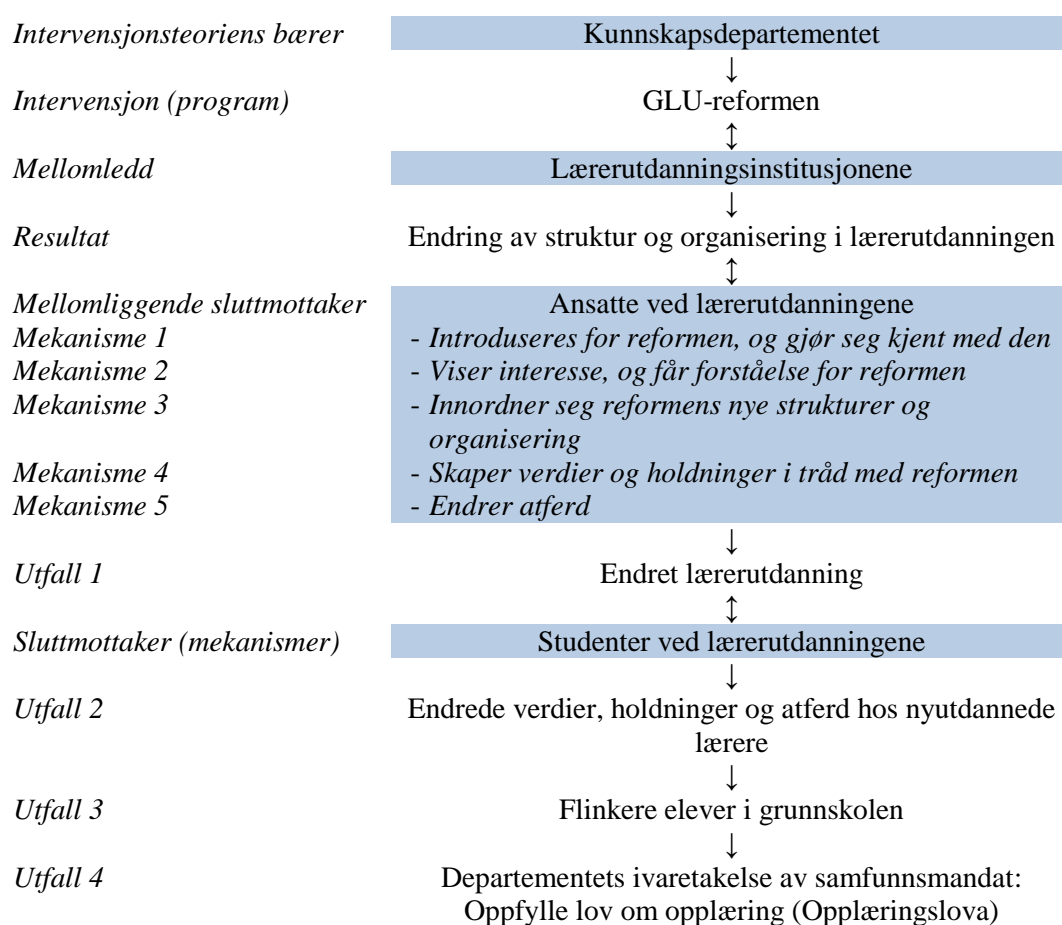 Intervensjonsteoriens bærer Kunnskapsdepartementet
↓
Intervensjon (program) GLU-reformen
↕
Mellomledd Lærerutdanningsinstitusjonene
↓
Resultat Endring av struktur og organisering i lærerutdanningen
↕
Mellomliggende sluttmottaker Ansatte ved lærerutdanningene
Mekanisme 1 - Introduseres for reformen, og gjør seg kjent med den
Mekanisme 2 - Viser interesse, og får forståelse for reformen
Mekanisme 3 - Innordner seg reformens nye strukturer og
organisering
Mekanisme 4 - Skaper verdier og holdninger i tråd med reformen
Mekanisme 5 - Endrer atferd
↓
Utfall 1 Endret lærerutdanning
↕
Sluttmottaker (mekanismer) Studenter ved lærerutdanningene
↓
Utfall 2 Endrede verdier, holdninger og atferd hos nyutdannede
lærere
↓
Utfall 3 Flinkere elever i grunnskolen
↓
Utfall 4 Departementets ivaretakelse av samfunnsmandat:
Oppfylle lov om opplæring (Opplæringslova)